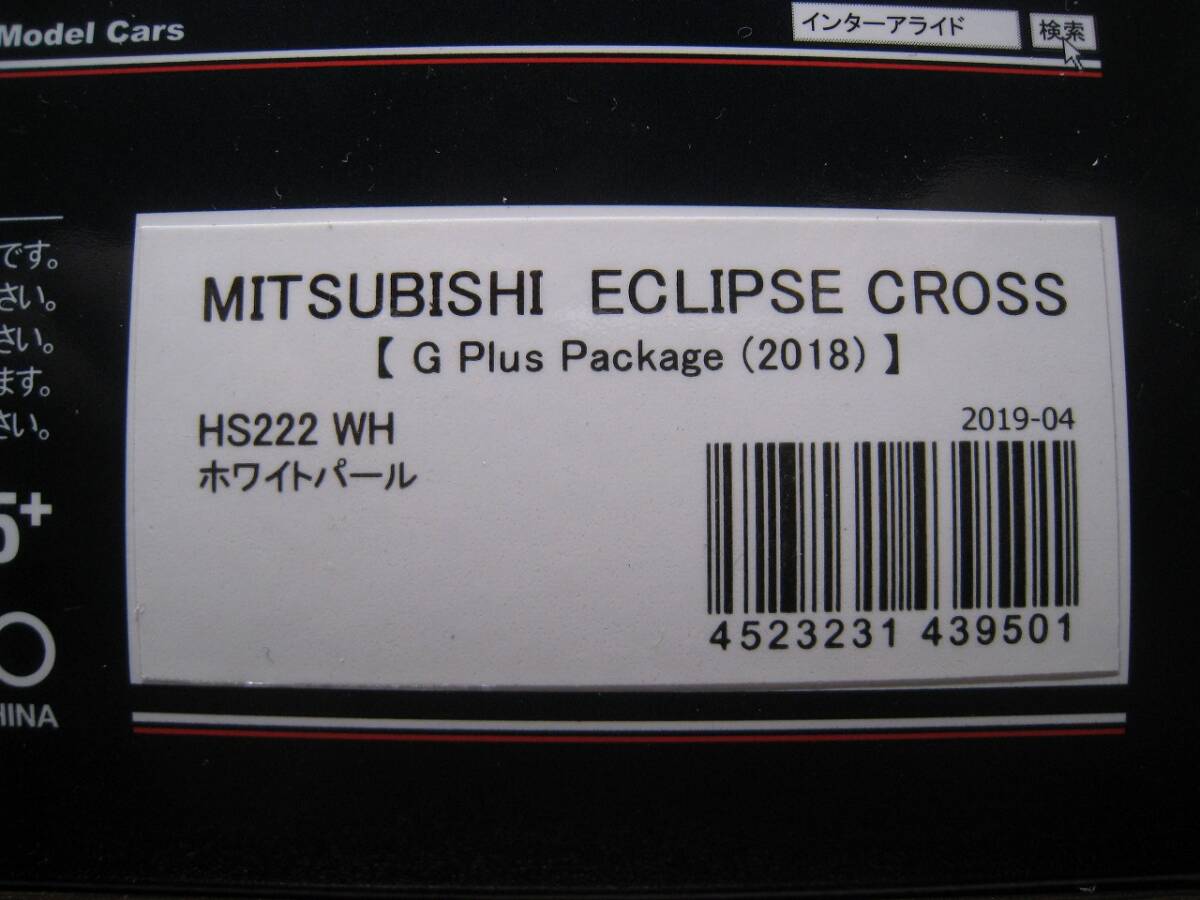 Model Cars
インターアライド 検索
です。
さい。
さい。
ます。
さい。
5+
HINA
MITSUBISHI ECLIPSE CROSS
【 G Plus Package (2018) 】
HS222 WH
ホワイトパール
2019-04
4523231 439501